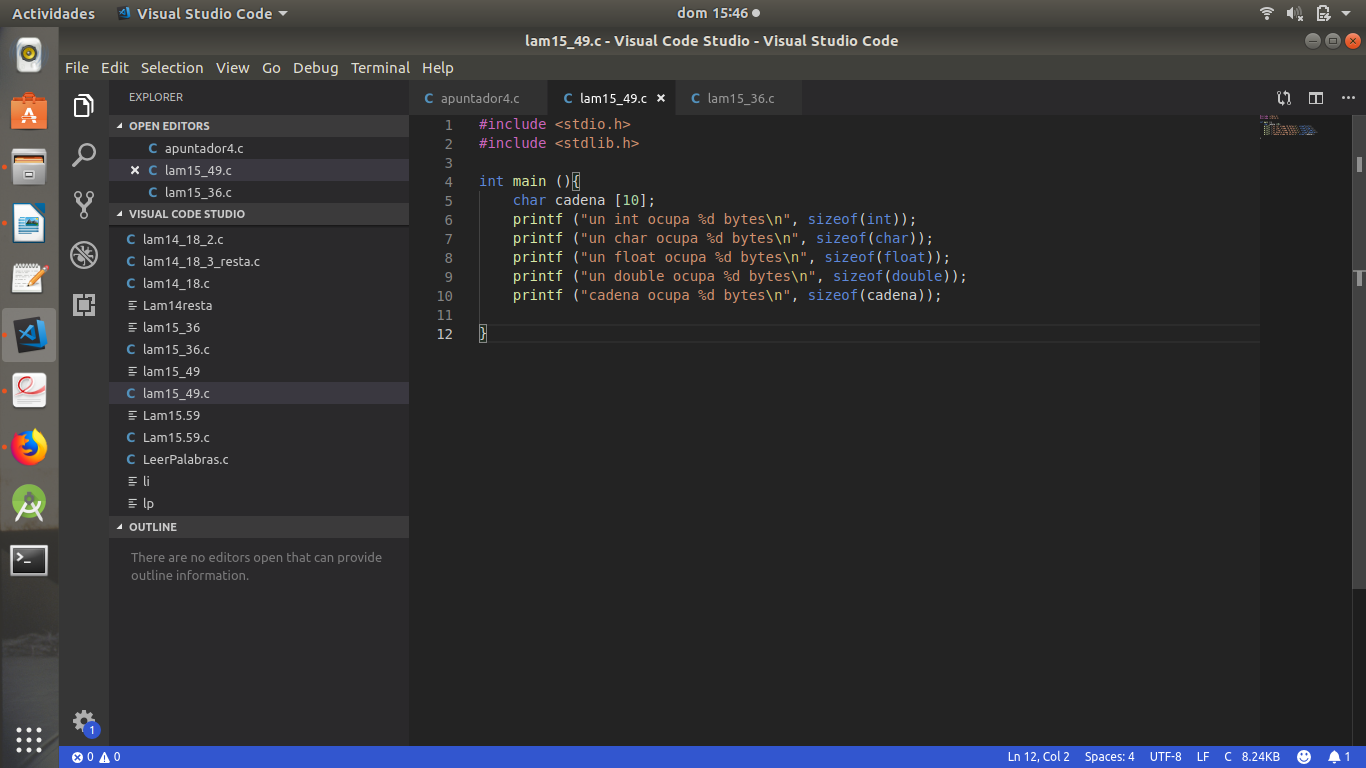 Actividades Visual Studio Code dom 15:46
lam15_49.c - Visual Code Studio - Visual Studio Code
File Edit Selection View Go Debug Terminal Help
EXPLORER
OPEN EDITORS
C apuntador4.c
C lam15_49.c
C lam15_36.c
VISUAL CODE STUDIO
C lam14_18_2.c
C lam14_18_3_resta.c
C lam14_18.c
Lam14resta
lam15_36
C lam15_36.c
lam15_49
C lam15_49.c
Lam15.59
C Lam15.59.c
C LeerPalabras.c
li
lp
OUTLINE
There are no editors open that can provide
outline information.
1
C apuntador4.c C lam15_49.c C lam15_36.c
1 #include <stdio.h>
2 #include <stdlib.h>
3
4 int main (){
5 char cadena [10];
6 printf ("un int ocupa %d bytes\n", sizeof(int));
7 printf ("un char ocupa %d bytes\n", sizeof(char));
8 printf ("un float ocupa %d bytes\n", sizeof(float));
9 printf ("un double ocupa %d bytes\n", sizeof(double));
10 printf ("cadena ocupa %d bytes\n", sizeof(cadena));
11
12 }
0 0 Ln 12, Col 2 Spaces: 4 UTF-8 LF C 8.24KB 1